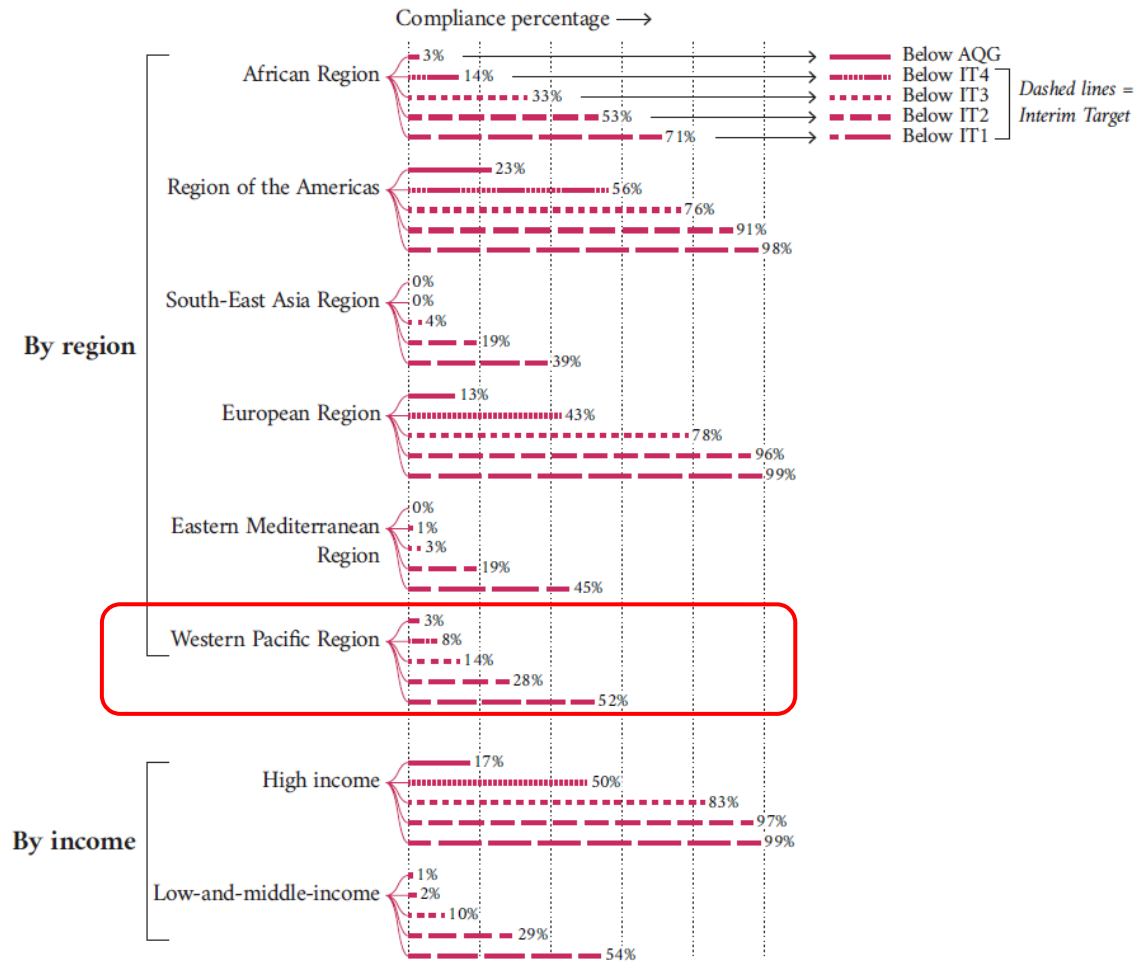 Compliance percentage
African Region
3%
14%
33%
53%
71%
Below AQG
Below IT4
Below IT3
Below IT2
Below IT1
Dashed lines =
Interim Target
Region of the Americas
23%
56%
76%
91%
98%
South-East Asia Region
0%
0%
4%
19%
39%
By region
European Region
13%
43%
78%
96%
99%
Eastern Mediterranean
Region
0%
1%
3%
19%
45%
Western Pacific Region
3%
8%
14%
28%
52%
By income
High income
17%
50%
83%
97%
99%
Low-and-middle-income
1%
2%
10%
29%
54%